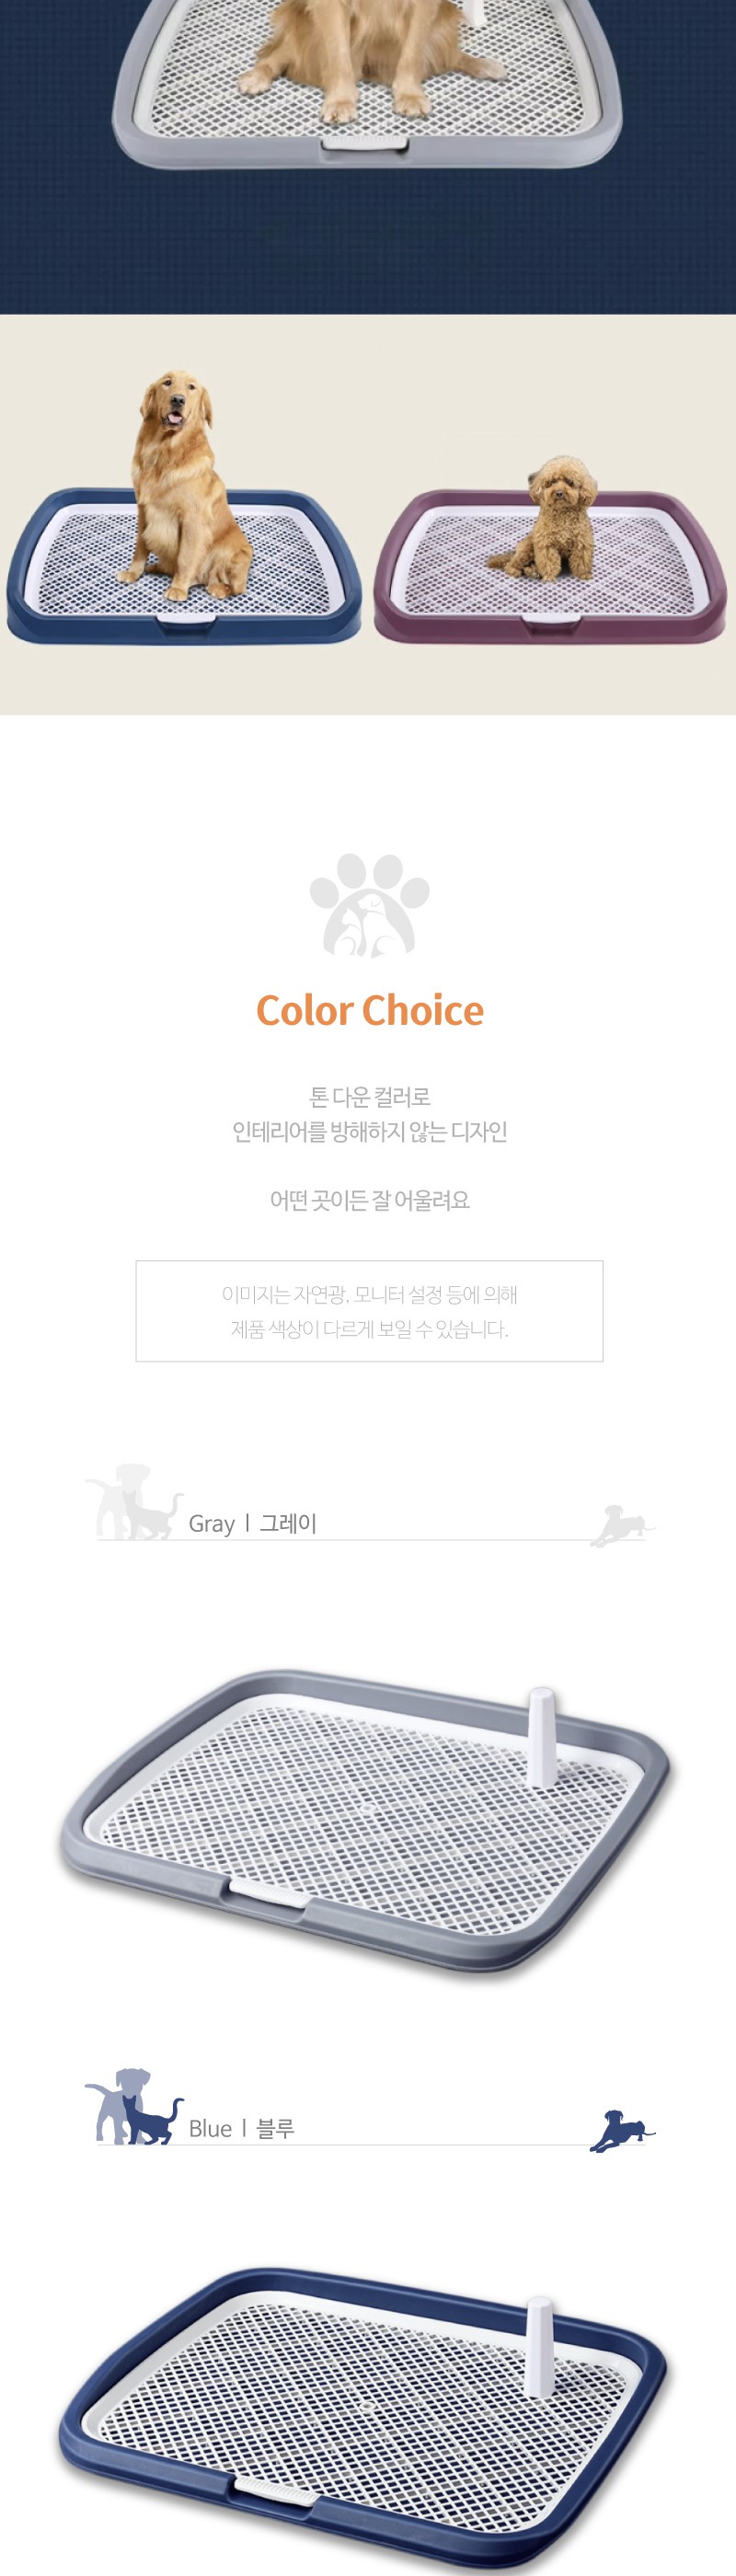 Color Choice
톤 다운 컬러로
인테리어를 방해하지 않는 디자인
어떤 곳이든 잘 어울려요
이미지는 자연광, 모니터 설정 등에 의해
제품 색상이 다르게 보일 수 있습니다.
Gray | 그레이
Blue | 블루